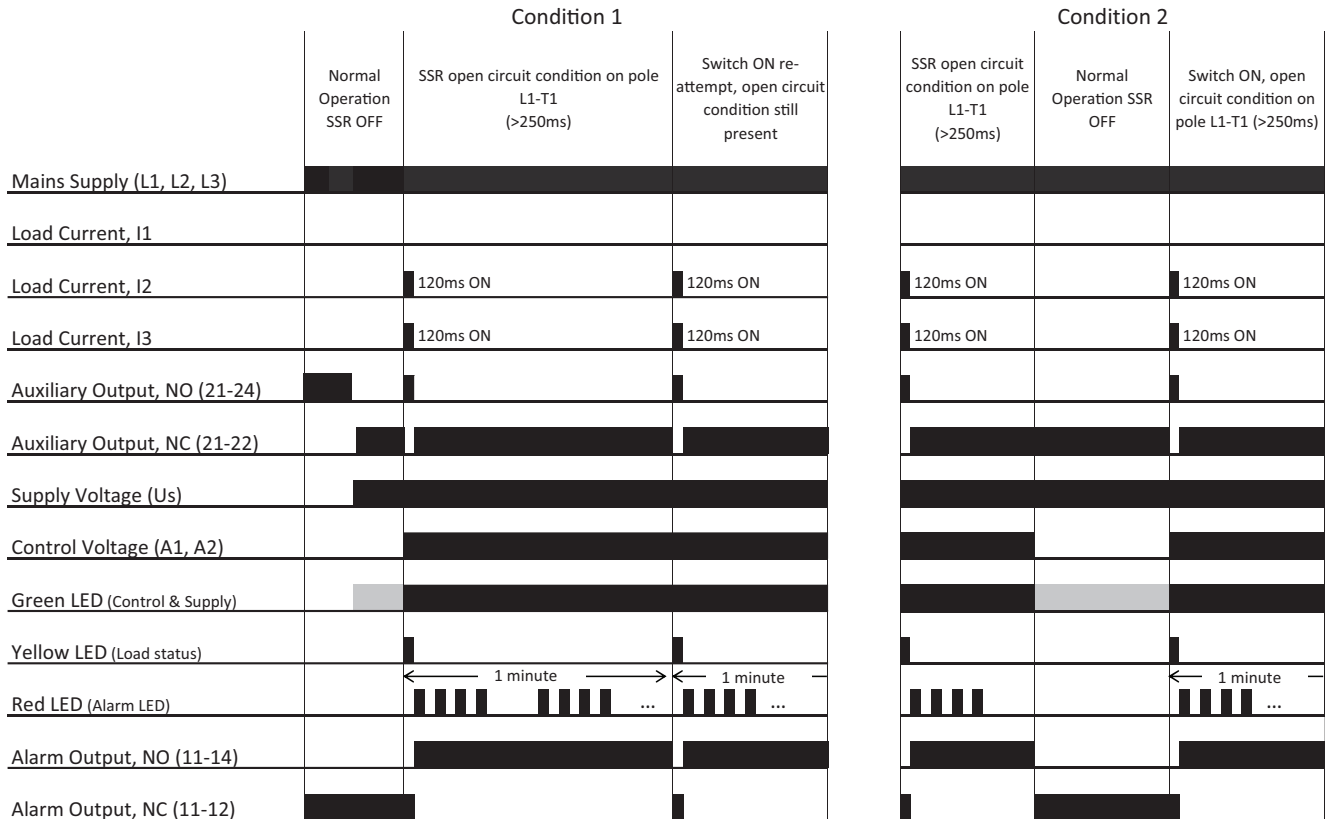 Condition 1
Condition 2
Normal
Operation
SSR OFF
SSR open circuit condition on pole
L1-T1
(>250ms)
Switch ON re-
attempt, open circuit
condition still
present
SSR open circuit
condition on pole
L1-T1
(>250ms)
Normal
Operation SSR
OFF
Switch ON, open
circuit condition on
pole L1-T1 (>250ms)
Mains Supply (L1, L2, L3)
Load Current, I1
Load Current, I2
120ms ON
120ms ON
120ms ON
120ms ON
Load Current, I3
120ms ON
120ms ON
120ms ON
120ms ON
Auxiliary Output, NO (21-24)
Auxiliary Output, NC (21-22)
Supply Voltage (Us)
Control Voltage (A1, A2)
Green LED (Control & Supply)
Yellow LED (Load status)
1 minute
1 minute
1 minute
Red LED (Alarm LED)
...
...
...
Alarm Output, NO (11-14)
Alarm Output, NC (11-12)